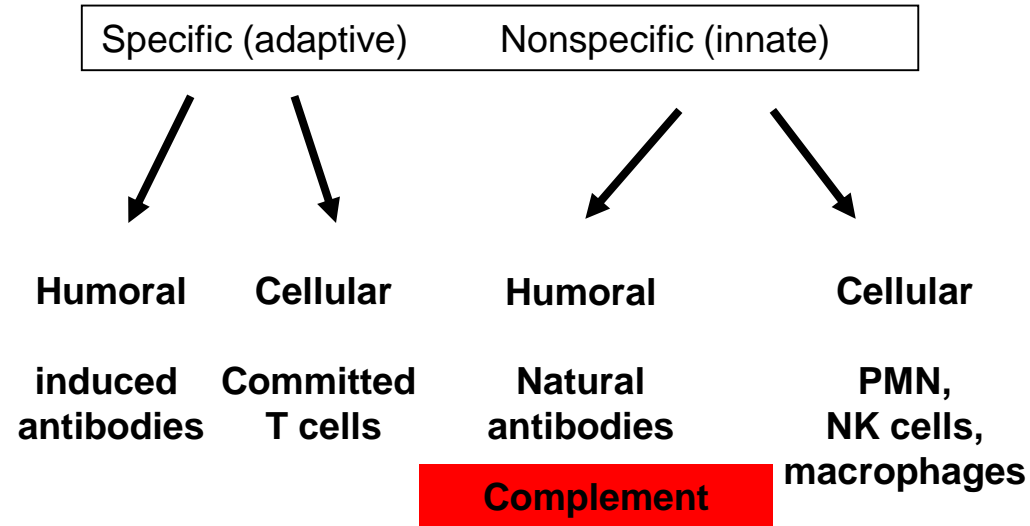 Specific (adaptive) Nonspecific (innate)
Humoral Cellular Humoral Cellular
induced antibodies
Committed T cells
Natural antibodies
Complement
PMN,
NK cells,
macrophages